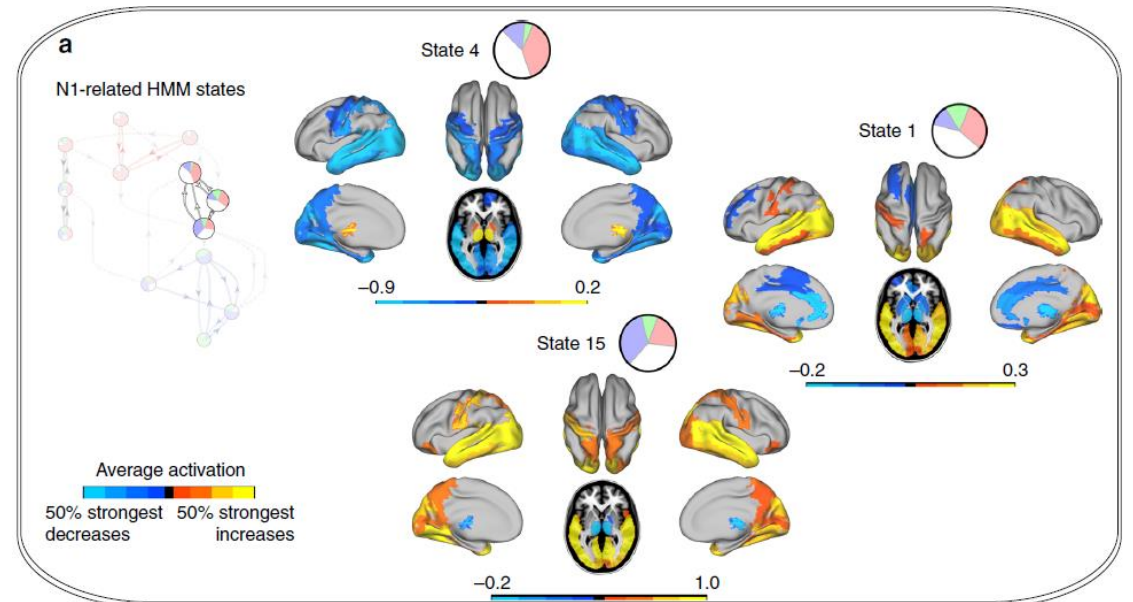 a
State 4
N1-related HMM states
State 1
−0.9
0.2
State 15
−0.2
0.3
Average activation
50% strongest decreases
50% strongest increases
−0.2
1.0